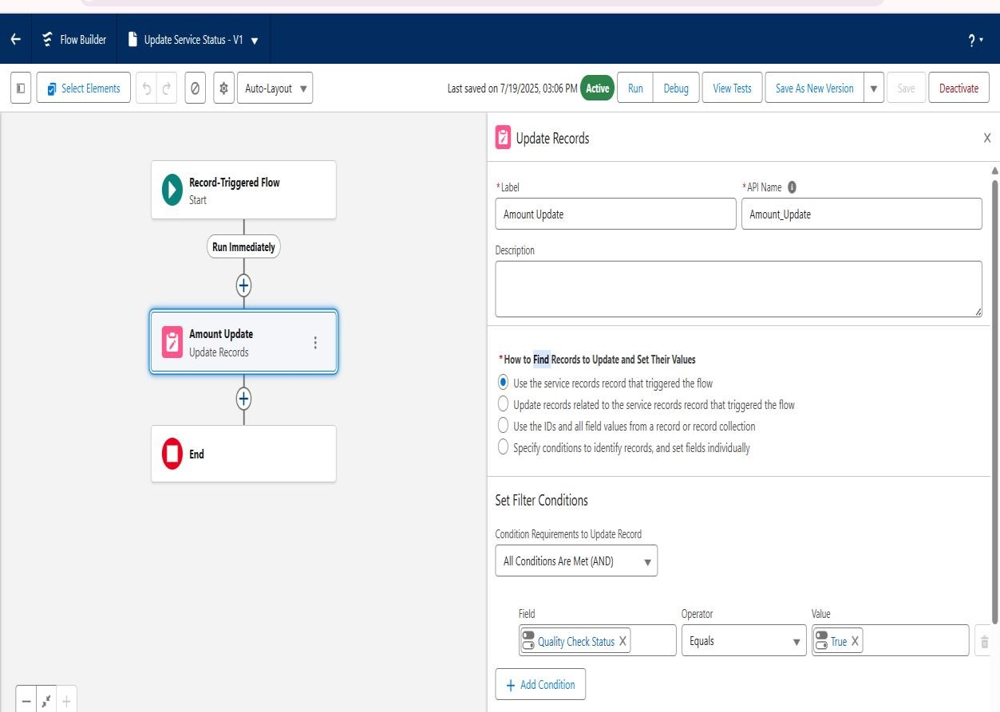 Flow Builder
Update Service Status - V1
?
Select Elements
Auto-Layout
Last saved on 7/19/2025, 03:06 PM
Active
Run
Debug
View Tests
Save As New Version
Save
Deactivate
Record-Triggered Flow
Start
Run Immediately
Amount Update
Update Records
End
Update Records
X
*Label
*API Name
Amount Update
Amount_Update
Description
*How to Find Records to Update and Set Their Values
Use the service records record that triggered the flow
Update records related to the service records record that triggered the flow
Use the IDs and all field values from a record or record collection
Specify conditions to identify records, and set fields individually
Set Filter Conditions
Condition Requirements to Update Record
All Conditions Are Met (AND)
Field
Operator
Value
Quality Check Status X
Equals
True X
+ Add Condition